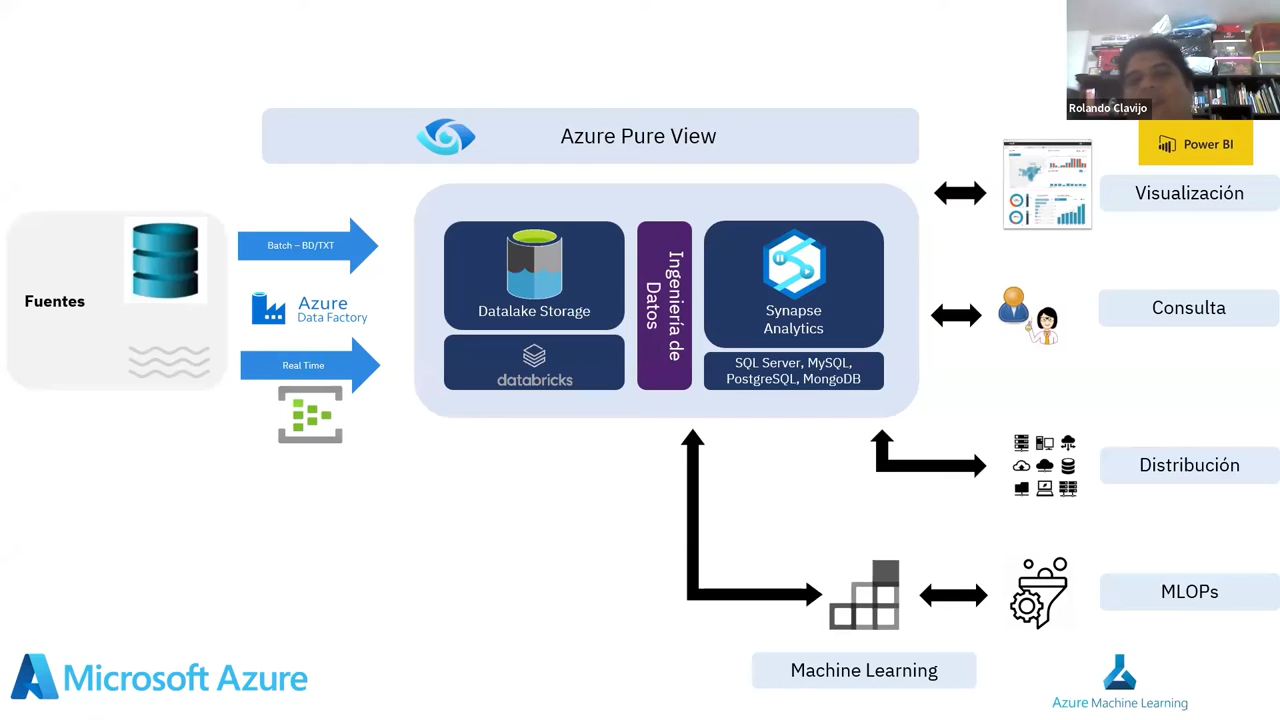 Rolando Clavijo
Azure Pure View
Power BI
Visualización
Fuentes
Batch – BD/TXT
Azure
Data Factory
Real Time
Datalake Storage
databricks
Ingeniería de
Datos
Synapse
Analytics
SQL Server, MySQL,
PostgreSQL, MongoDB
Consulta
Distribución
MLOPs
Machine Learning
Microsoft Azure
Azure Machine Learning